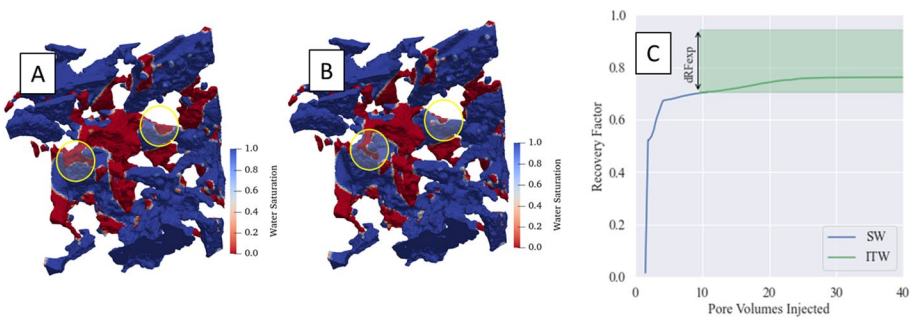 A
1.0
0.8
0.6
0.4
0.2
0.0
Water Saturation
B
1.0
0.8
0.6
0.4
0.2
0.0
Water Saturation
C
1.0
0.8
0.6
0.4
0.2
0.0
Recovery Factor
dRFexp
SW
ITW
0 10 20 30 40
Pore Volumes Injected